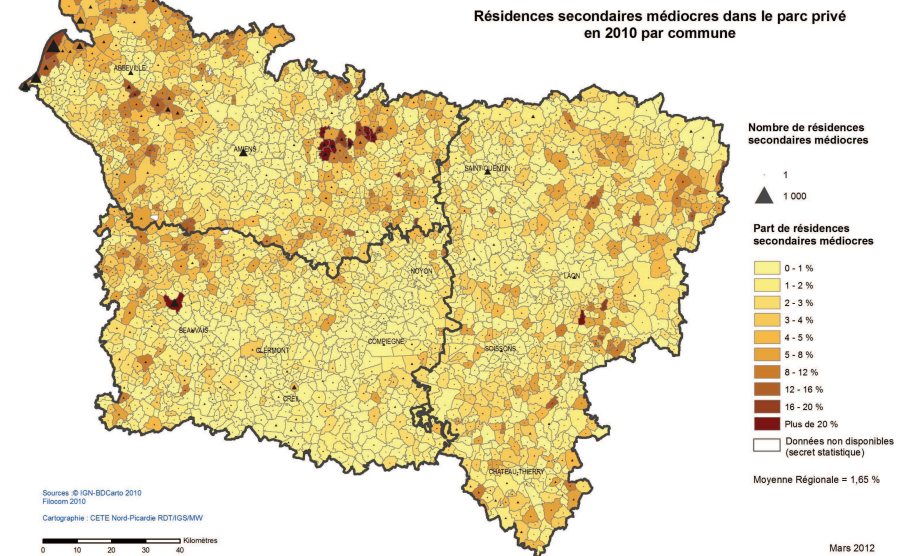 Résidences secondaires médiocres dans le parc privé
en 2010 par commune
ABBEVILLE
AMIENS
SAINT-QUENTIN
NOYON
LAON
BEAUVAIS
CLERMONT
COMPIEGNE
SOISSONS
CREIL
CHATEAU-THIERRY
Nombre de résidences
secondaires médiocres
1
1 000
Part de résidences
secondaires médiocres
0 - 1 %
1 - 2 %
2 - 3 %
3 - 4 %
4 - 5 %
5 - 8 %
8 - 12 %
12 - 16 %
16 - 20 %
Plus de 20 %
Données non disponibles
(secret statistique)
Moyenne Régionale = 1,65 %
Sources :© IGN-BDCarto 2010
Filocom 2010
Cartographie : CETE Nord-Picardie RDT/IGS/MW
Kilomètres
0 10 20 30 40
Mars 2012